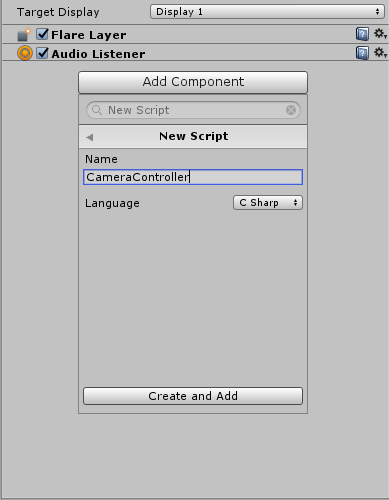 Target Display Display 1
Flare Layer
Audio Listener
Add Component
New Script
New Script
Name
CameraController
Language C Sharp
Create and Add